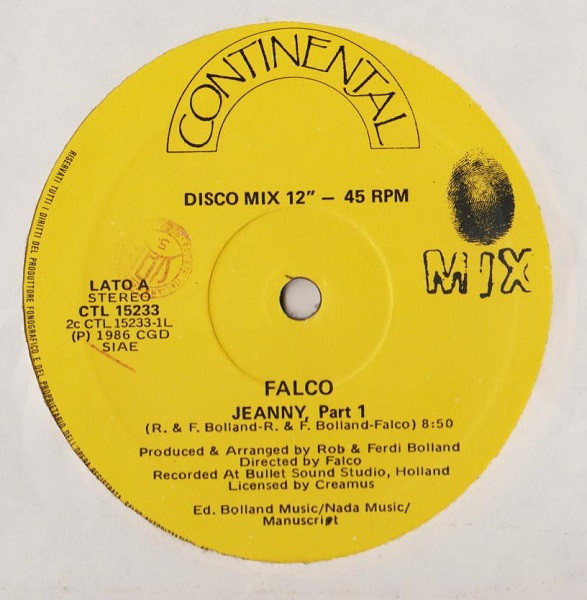 CONTINENTAL
DISCO MIX 12" — 45 RPM
MIX
LATO A
STEREO
CTL 15233
2c CTL 15233-1L
(P) 1986 CGD
SIAE
FALCO
JEANNY, Part 1
(R. & F. Bolland-R. & F. Bolland-Falco) 8:50
Produced & Arranged by Rob & Ferdi Bolland
Directed by Falco
Recorded At Bullet Sound Studio, Holland
Licensed by Creamus
Ed. Bolland Music/Nada Music/
Manuscript
RISERVATI TUTTI I DIRITTI DEL PRODUTTORE FONOGRAFICO E DEL PROPRIETARIO DELL'OPERA REGISTRATA